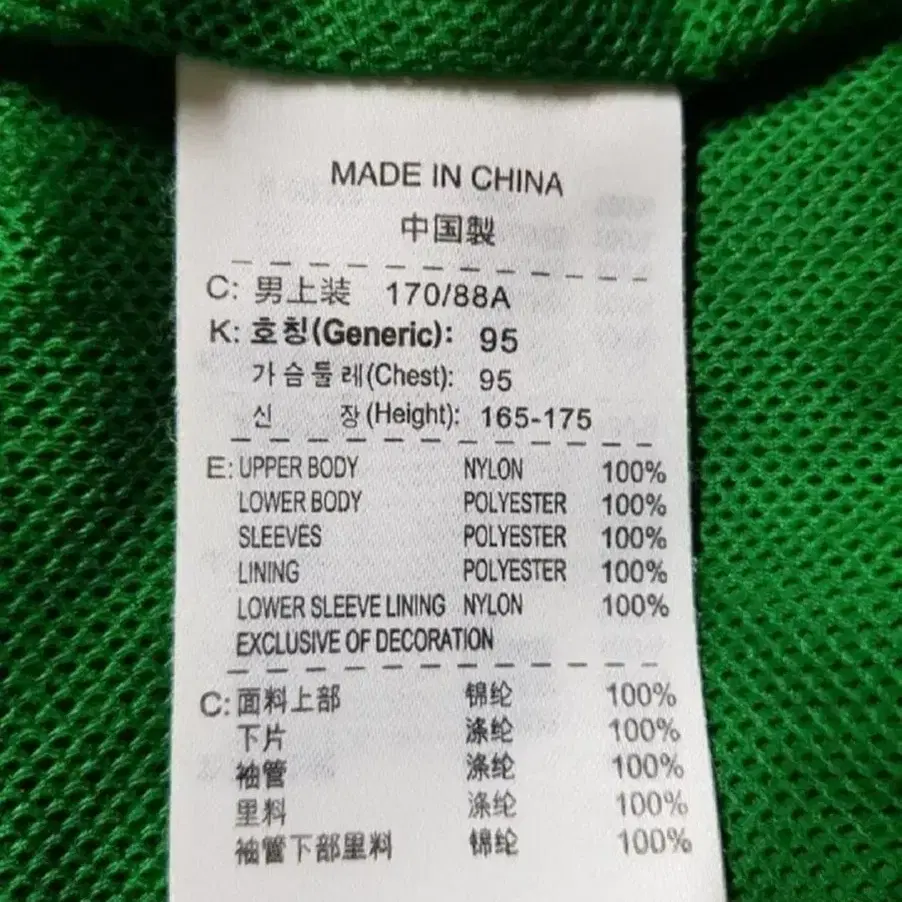 MADE IN CHINA
中国製
C: 男上装 170/88A
K: 호칭(Generic): 95
가슴둘레(Chest): 95
신 장(Height): 165-175
E: UPPER BODY NYLON 100%
LOWER BODY POLYESTER 100%
SLEEVES POLYESTER 100%
LINING POLYESTER 100%
LOWER SLEEVE LINING NYLON 100%
EXCLUSIVE OF DECORATION
C: 面料上部 锦纶 100%
下片 涤纶 100%
袖管 涤纶 100%
里料 涤纶 100%
袖管下部里料 锦纶 100%